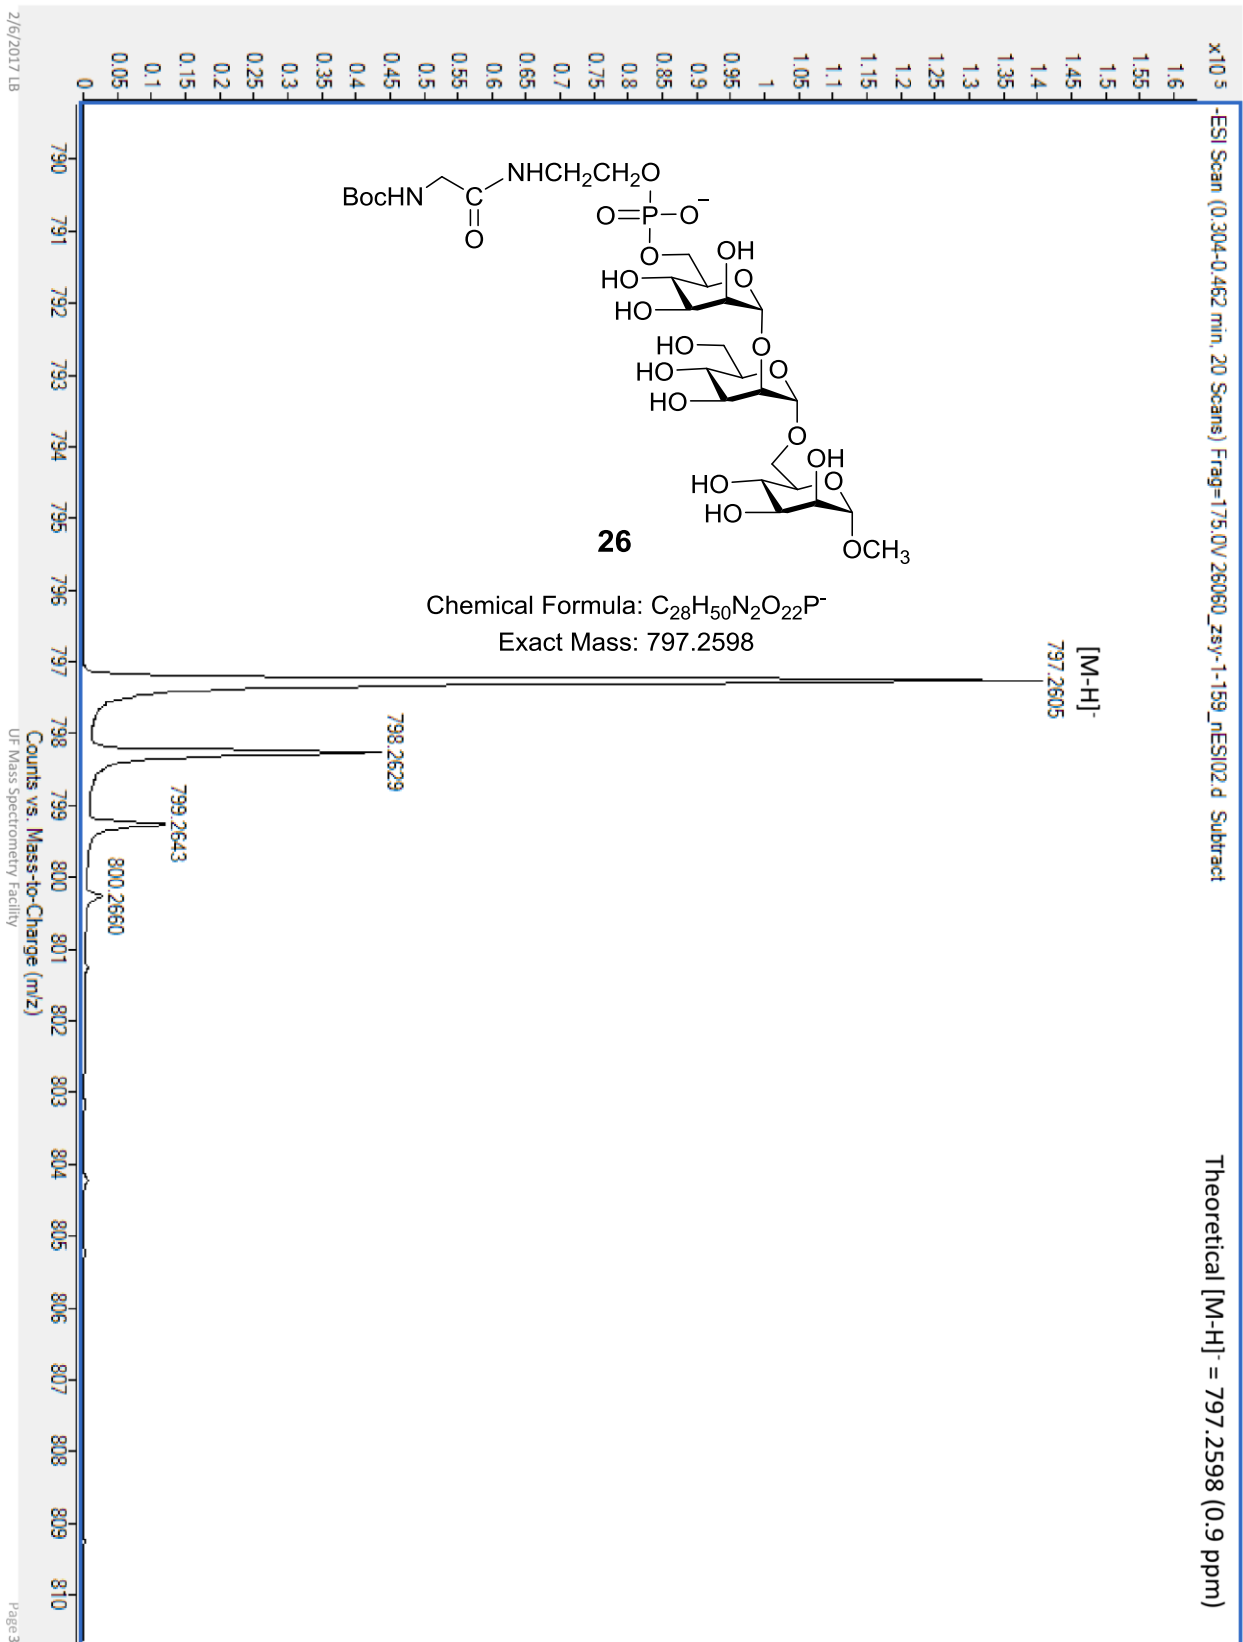 -ESI Scan (0.304-0.462 min, 20 Scans) Frag=175.0V 26060_zsy-1-159_nESI02.d Subtract
x10 5
Theoretical [M-H]- = 797.2598 (0.9 ppm)
1.6
1.55
1.5
1.45
1.4
1.35
1.3
1.25
1.2
1.15
1.1
1.05
1
0.95
0.9
0.85
0.8
0.75
0.7
0.65
0.6
0.55
0.5
0.45
0.4
0.35
0.3
0.25
0.2
0.15
0.1
0.05
0
[M-H]-
797.2605
798.2629
799.2643
800.2660
NHCH2CH2O
BocHN
C
O
O=P-O−
O
OH
HO
O
HO
O
HO
HO
O
HO
O
OH
HO
O
HO
OCH3
26
Chemical Formula: C28H50N2O22P-
Exact Mass: 797.2598
790 791 792 793 794 795 796 797 798 799 800 801 802 803 804 805 806 807 808 809 810
Counts vs. Mass-to-Charge (m/z)
2/6/2017 LB
UF Mass Spectrometry Facility
Page 3